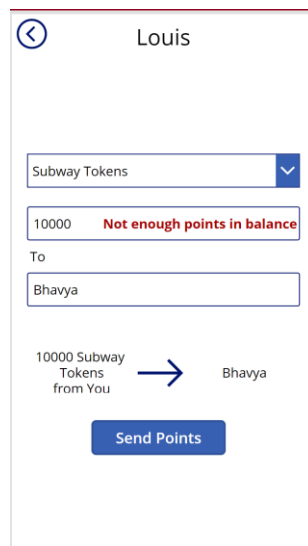 Louis
Subway Tokens
10000 Not enough points in balance
To
Bhavya
10000 Subway
Tokens
from You
Bhavya
Send Points